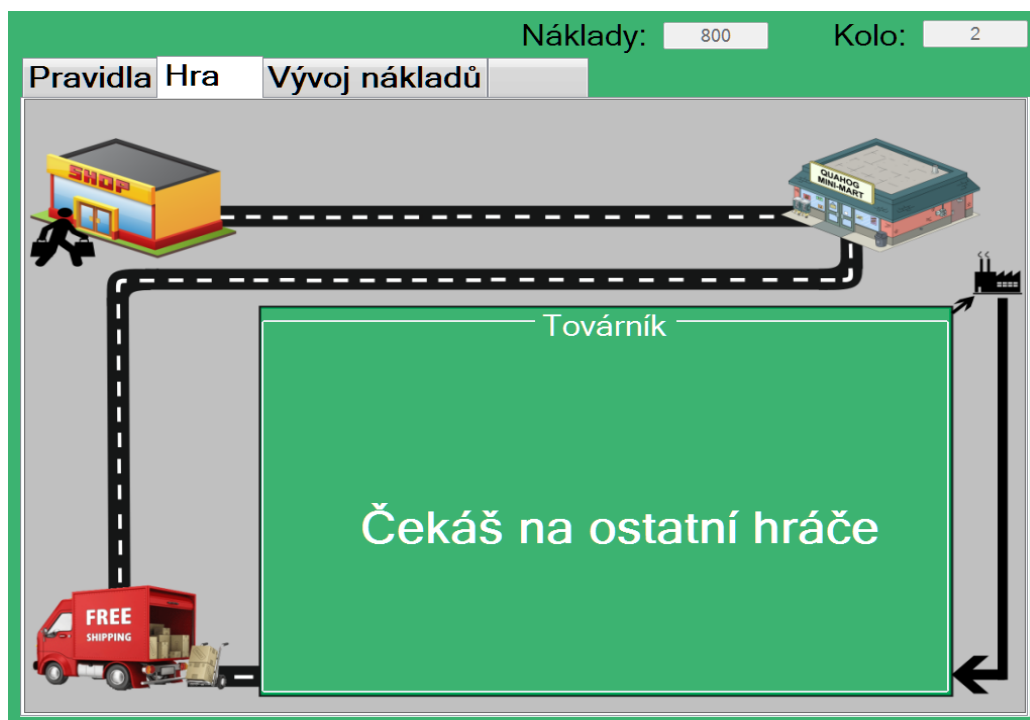 Náklady: 800 Kolo: 2
Pravidla Hra Vývoj nákladů
SHOP
QUAHOG
MINI-MART
Továrník
Čekáš na ostatní hráče
FREE
SHIPPING